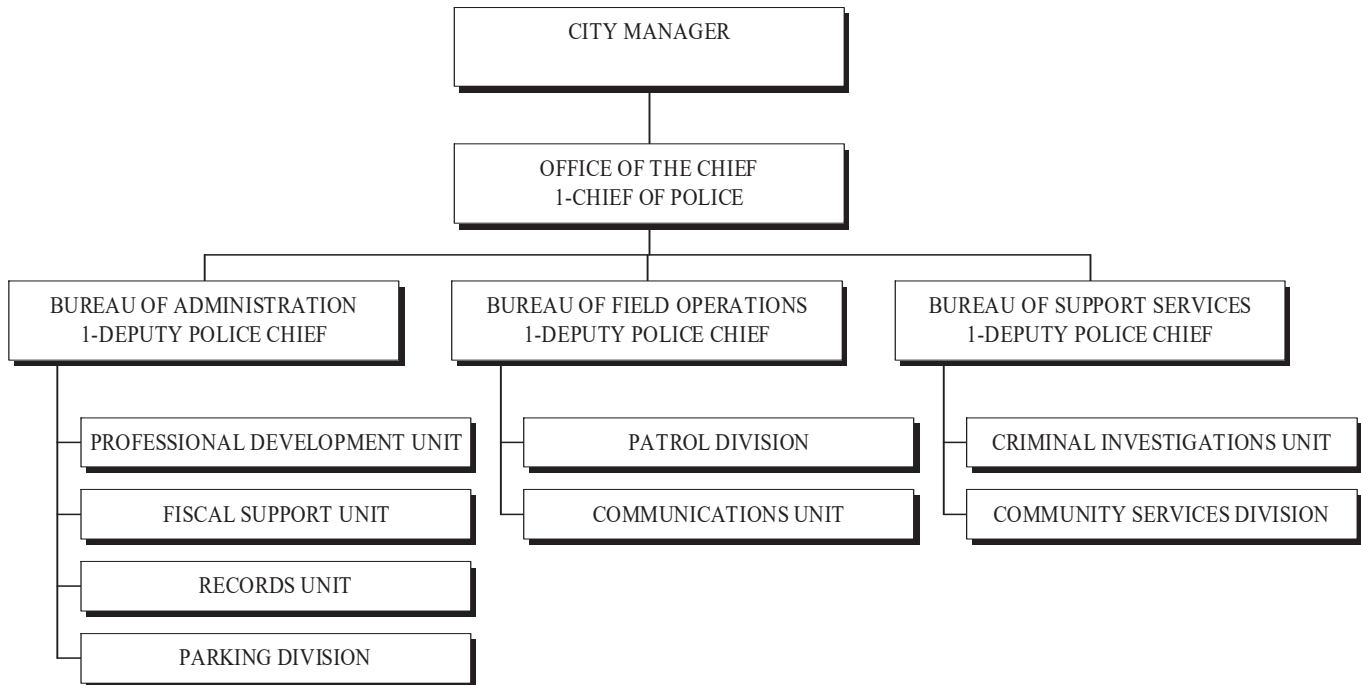 CITY MANAGER
OFFICE OF THE CHIEF
1-CHIEF OF POLICE
BUREAU OF ADMINISTRATION
1-DEPUTY POLICE CHIEF
BUREAU OF FIELD OPERATIONS
1-DEPUTY POLICE CHIEF
BUREAU OF SUPPORT SERVICES
1-DEPUTY POLICE CHIEF
PROFESSIONAL DEVELOPMENT UNIT
FISCAL SUPPORT UNIT
RECORDS UNIT
PARKING DIVISION
PATROL DIVISION
COMMUNICATIONS UNIT
CRIMINAL INVESTIGATIONS UNIT
COMMUNITY SERVICES DIVISION